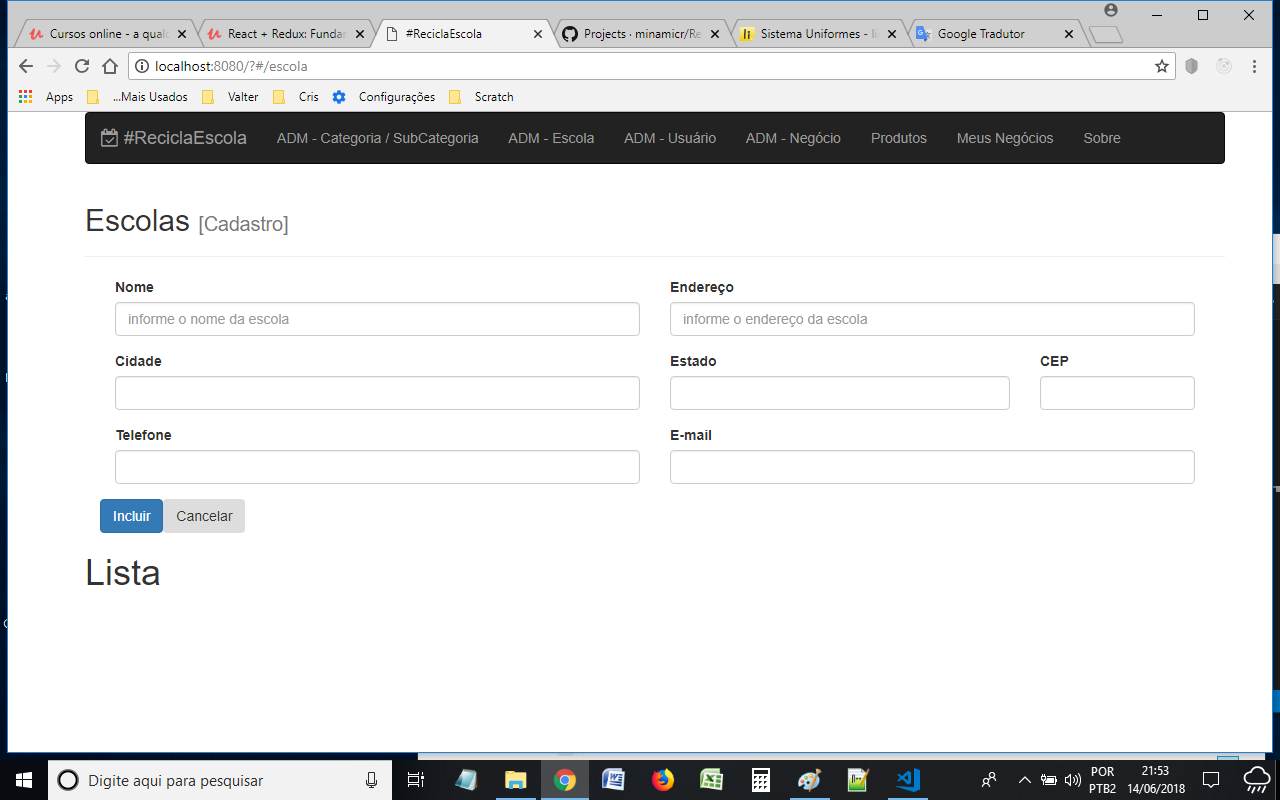 Cursos online - a qual
React + Redux: Fundar
#ReciclaEscola
Projects · minamicr/Re
Sistema Uniformes - li
Google Tradutor
localhost:8080/?#/escola
Apps
...Mais Usados
Valter
Cris
Configurações
Scratch
#ReciclaEscola
ADM - Categoria / SubCategoria
ADM - Escola
ADM - Usuário
ADM - Negócio
Produtos
Meus Negócios
Sobre
Escolas [Cadastro]
Nome
Endereço
informe o nome da escola
informe o endereço da escola
Cidade
Estado
CEP
Telefone
E-mail
Incluir
Cancelar
Lista
Digite aqui para pesquisar
POR
PTB2
21:53
14/06/2018